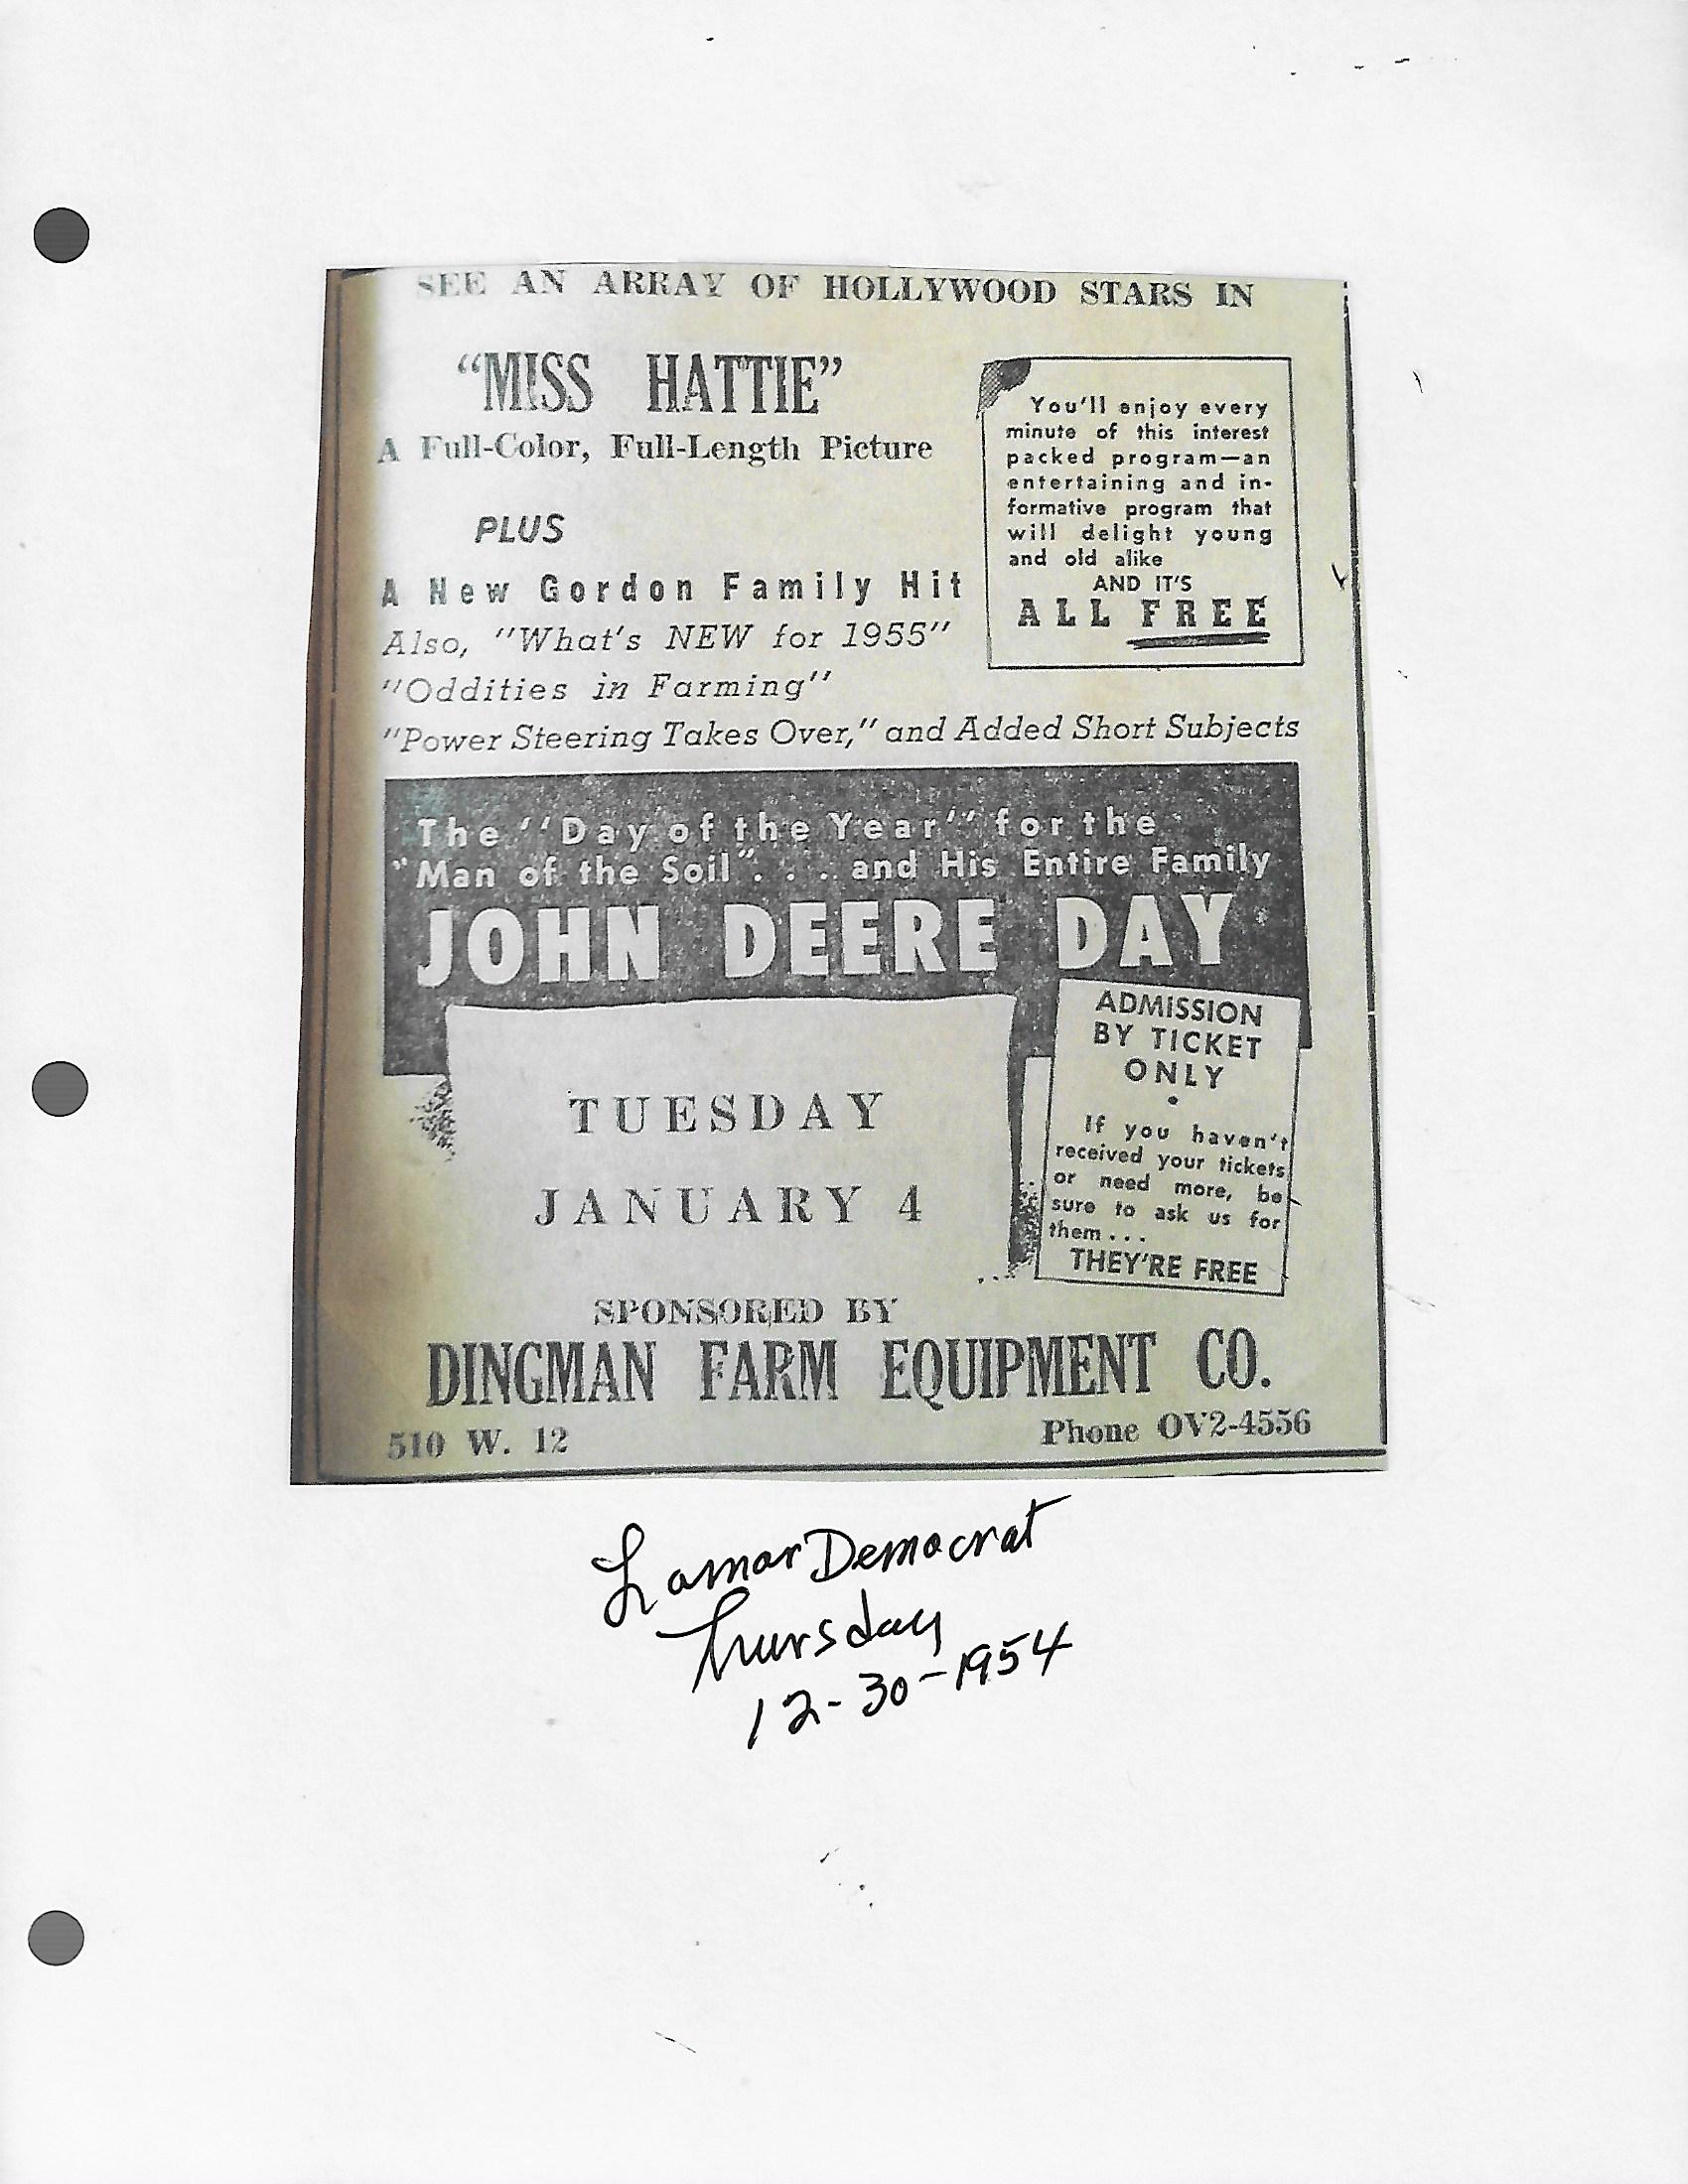 SEE AN ARRAY OF HOLLYWOOD STARS IN
"MISS HATTIE"
A Full-Color, Full-Length Picture
PLUS
A New Gordon Family Hit
Also, "What's NEW for 1955"
"Oddities in Farming"
"Power Steering Takes Over," and Added Short Subjects
You'll enjoy every
minute of this interest
packed program—an
entertaining and in-
formative program that
will delight young
and old alike
AND IT'S
ALL FREE
The "Day of the Year" for the
"Man of the Soil" . . . . and His Entire Family
JOHN DEERE DAY
TUESDAY
JANUARY 4
ADMISSION
BY TICKET
ONLY
•
If you haven't
received your tickets
or need more, be
sure to ask us for
them . . .
THEY'RE FREE
SPONSORED BY
DINGMAN FARM EQUIPMENT CO.
510 W. 12
Phone OV2-4556
Lamar Democrat
Thursday
12-30-1954